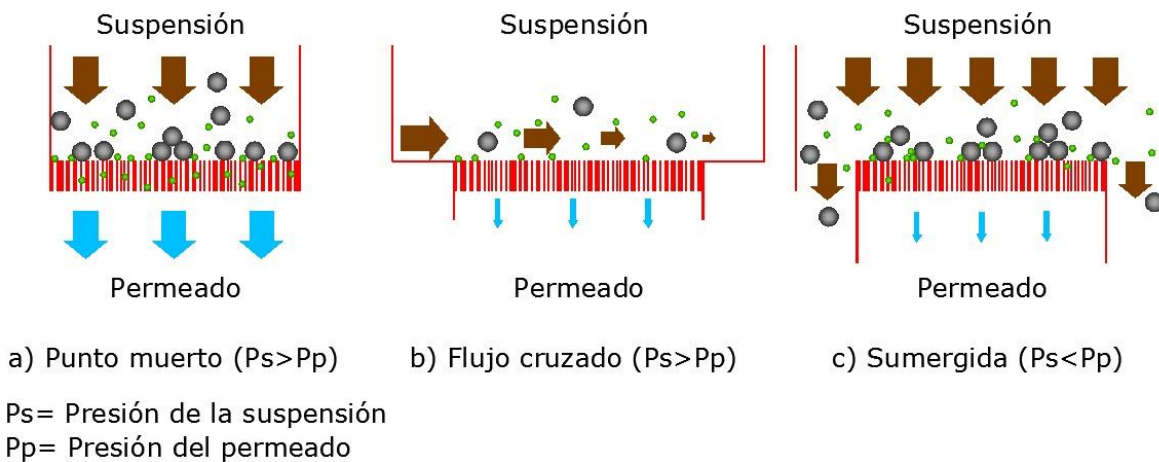 Suspensión
Suspensión
Suspensión
Permeado
Permeado
Permeado
a) Punto muerto (Ps>Pp)
b) Flujo cruzado (Ps>Pp)
c) Sumergida (Ps<Pp)
Ps= Presión de la suspensión
Pp= Presión del permeado